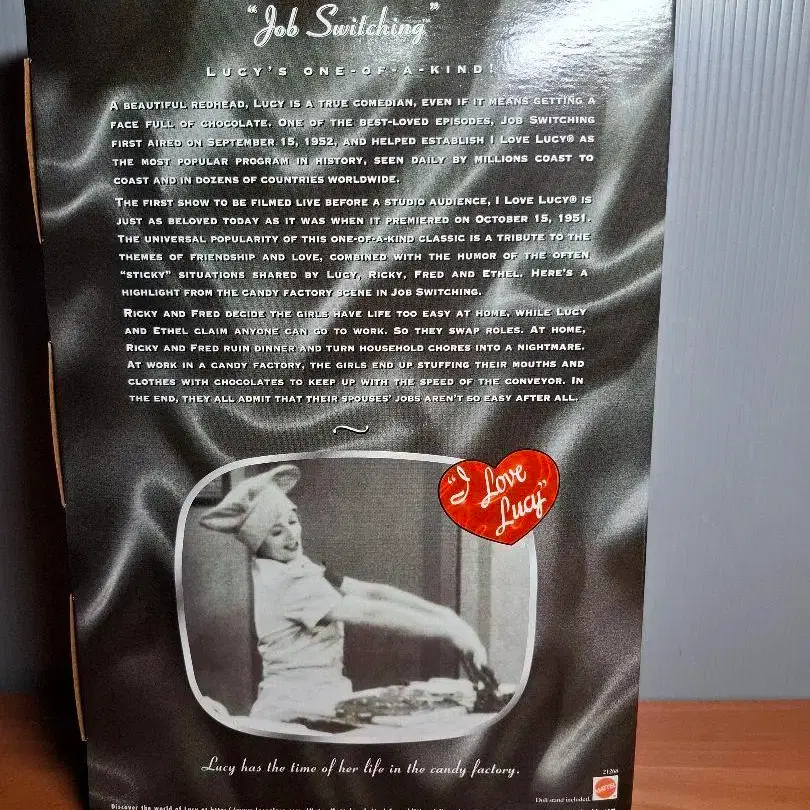 "Job Switching™"
LUCY'S ONE-OF-A-KIND!
A BEAUTIFUL REDHEAD, LUCY IS A TRUE COMEDIAN, EVEN IF IT MEANS GETTING A
FACE FULL OF CHOCOLATE. ONE OF THE BEST-LOVED EPISODES, JOB SWITCHING
FIRST AIRED ON SEPTEMBER 15, 1952, AND HELPED ESTABLISH I LOVE LUCY® AS
THE MOST POPULAR PROGRAM IN HISTORY, SEEN DAILY BY MILLIONS COAST TO
COAST AND IN DOZENS OF COUNTRIES WORLDWIDE.
THE FIRST SHOW TO BE FILMED LIVE BEFORE A STUDIO AUDIENCE, I LOVE LUCY® IS
JUST AS BELOVED TODAY AS IT WAS WHEN IT PREMIERED ON OCTOBER 15, 1951.
THE UNIVERSAL POPULARITY OF THIS ONE-OF-A-KIND CLASSIC IS A TRIBUTE TO THE
THEMES OF FRIENDSHIP AND LOVE, COMBINED WITH THE HUMOR OF THE OFTEN
"STICKY" SITUATIONS SHARED BY LUCY, RICKY, FRED AND ETHEL. HERE'S A
HIGHLIGHT FROM THE CANDY FACTORY SCENE IN JOB SWITCHING.
RICKY AND FRED DECIDE THE GIRLS HAVE LIFE TOO EASY AT HOME, WHILE LUCY
AND ETHEL CLAIM ANYONE CAN GO TO WORK. SO THEY SWAP ROLES. AT HOME,
RICKY AND FRED RUIN DINNER AND TURN HOUSEHOLD CHORES INTO A NIGHTMARE.
AT WORK IN A CANDY FACTORY, THE GIRLS END UP STUFFING THEIR MOUTHS AND
CLOTHES WITH CHOCOLATES TO KEEP UP WITH THE SPEED OF THE CONVEYOR. IN
THE END, THEY ALL ADMIT THAT THEIR SPOUSES' JOBS AREN'T SO EASY AFTER ALL.
"I Love
Lucy"
Lucy has the time of her life in the candy factory.
21268
Doll stand included.
MATTEL
Discover the world of Lucy at